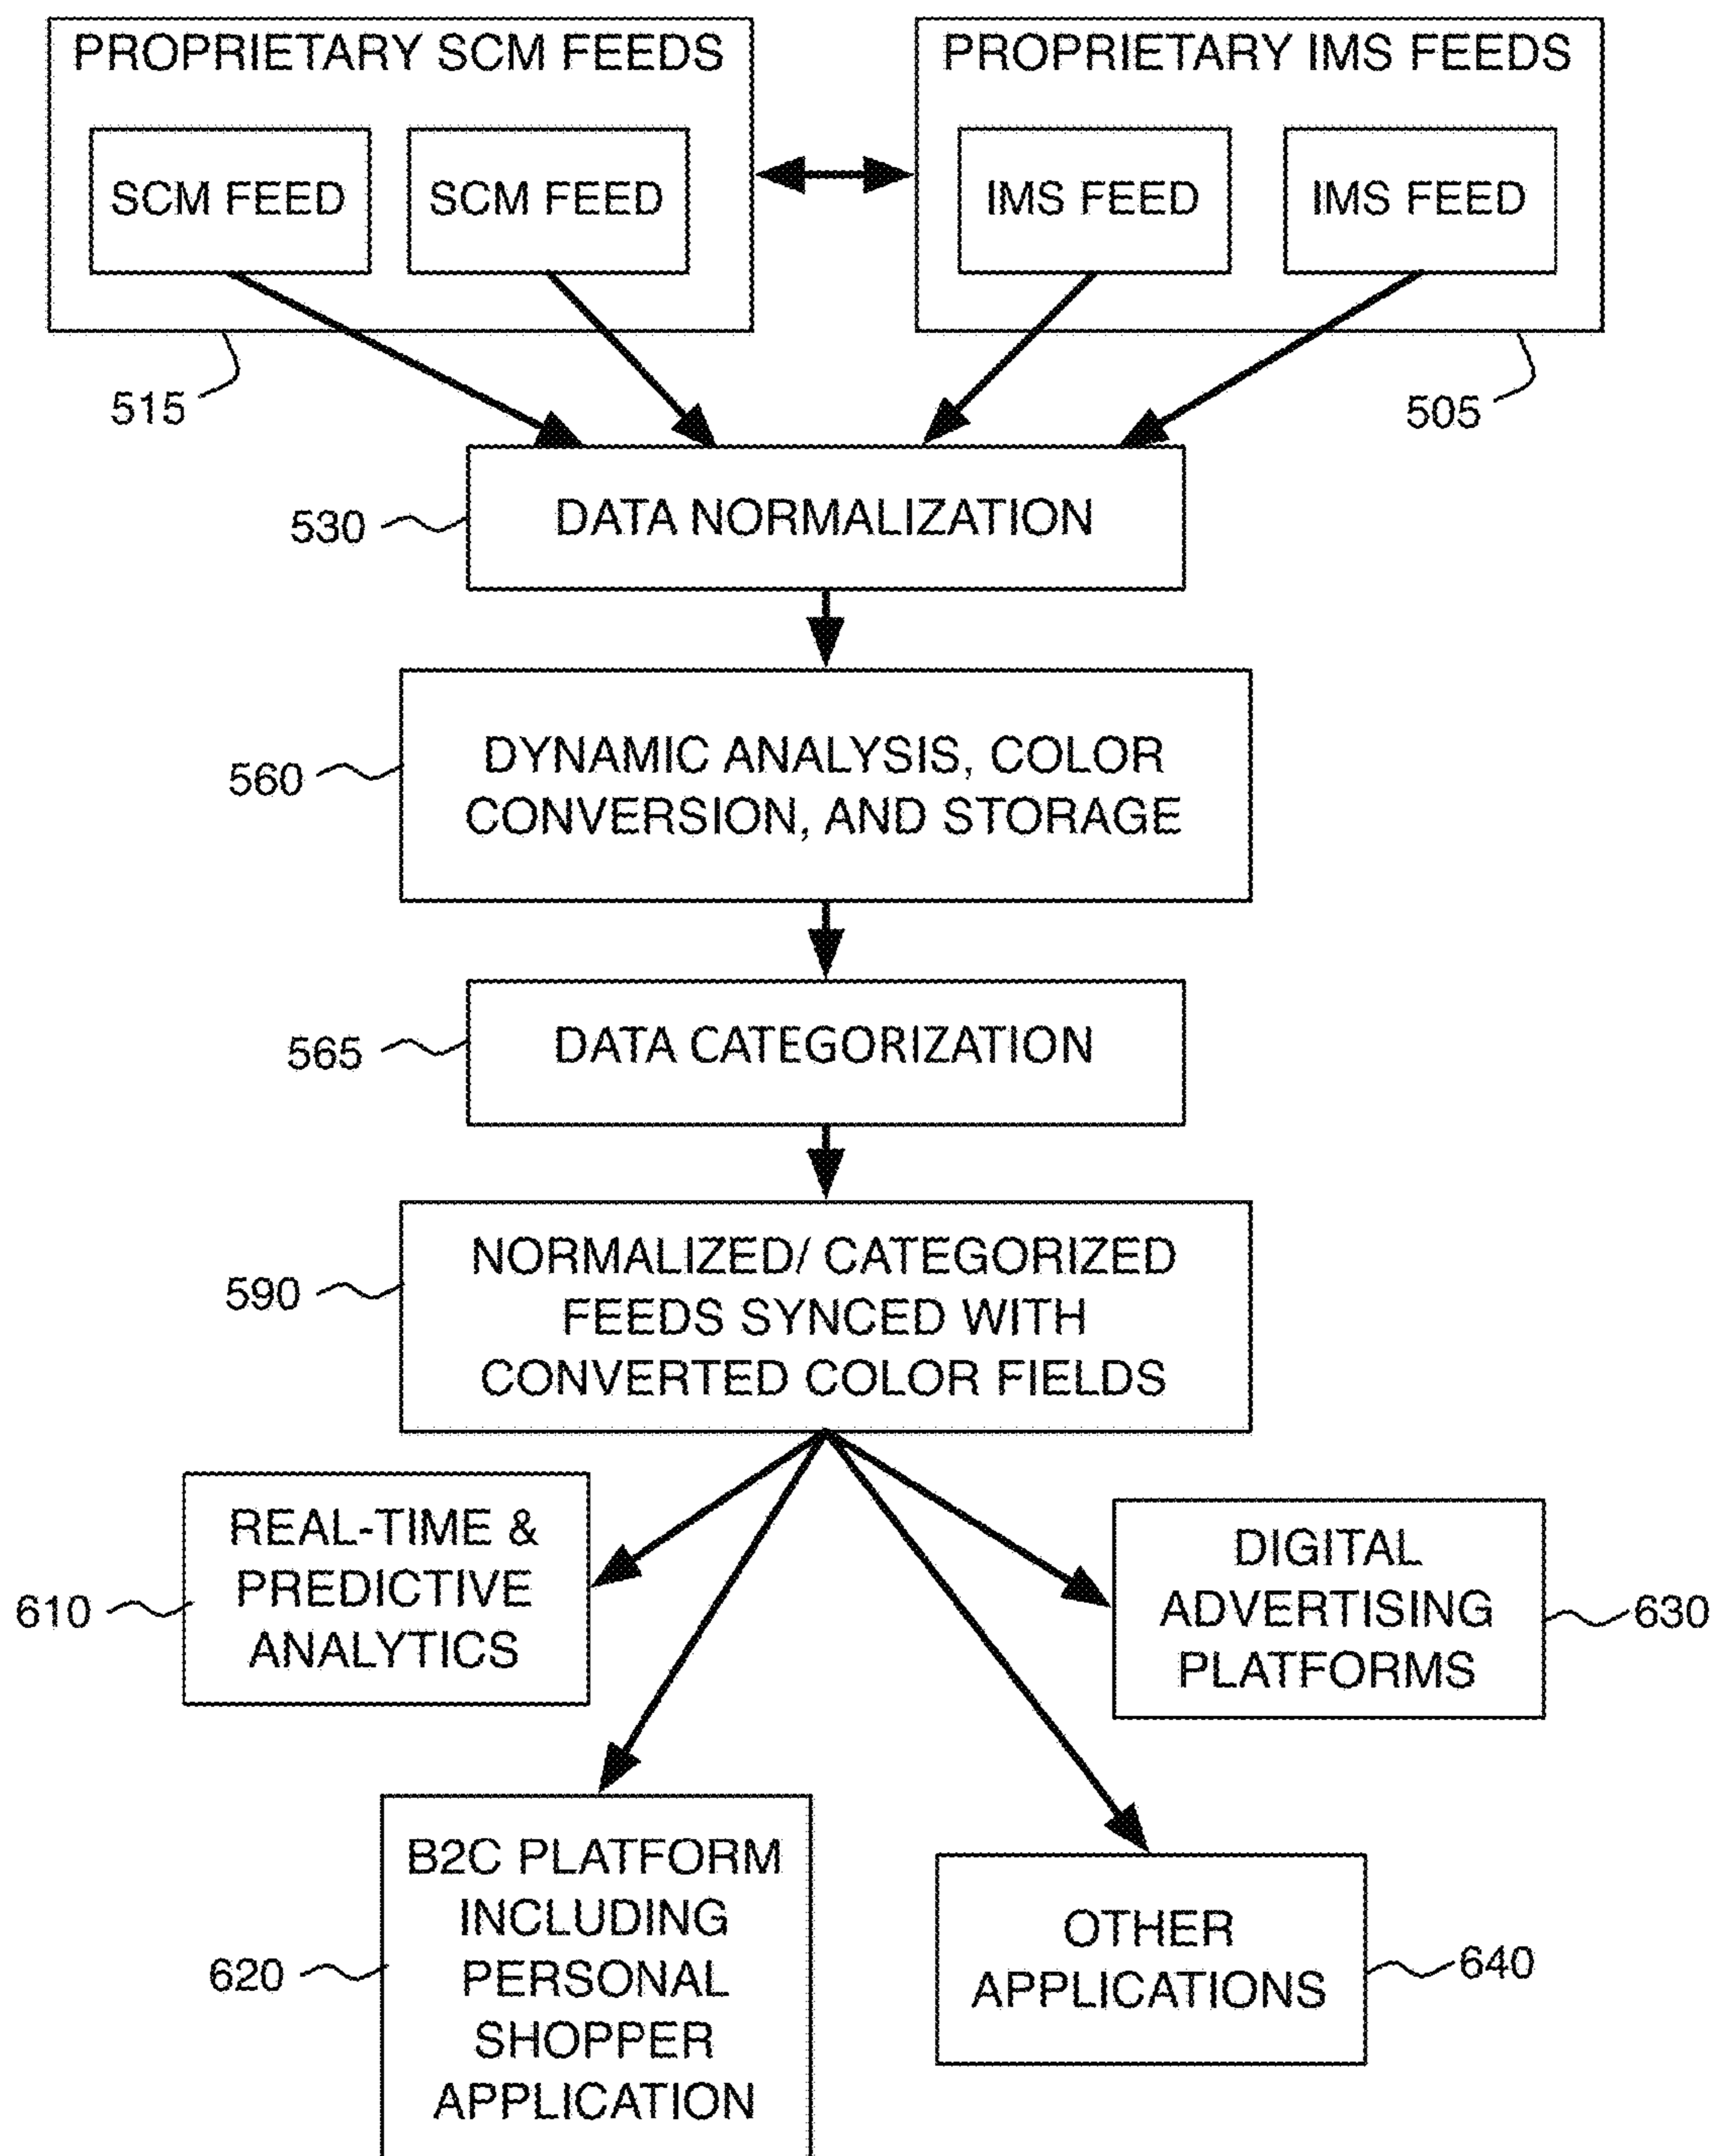 PROPRIETARY SCM FEEDS
PROPRIETARY IMS FEEDS
SCM FEED
SCM FEED
IMS FEED
IMS FEED
515
505
530
DATA NORMALIZATION
560
DYNAMIC ANALYSIS, COLOR
CONVERSION, AND STORAGE
565
DATA CATEGORIZATION
590
NORMALIZED/ CATEGORIZED
FEEDS SYNCED WITH
CONVERTED COLOR FIELDS
610
REAL-TIME &
PREDICTIVE
ANALYTICS
DIGITAL
ADVERTISING
PLATFORMS
630
620
B2C PLATFORM
INCLUDING
PERSONAL
SHOPPER
APPLICATION
OTHER
APPLICATIONS
640